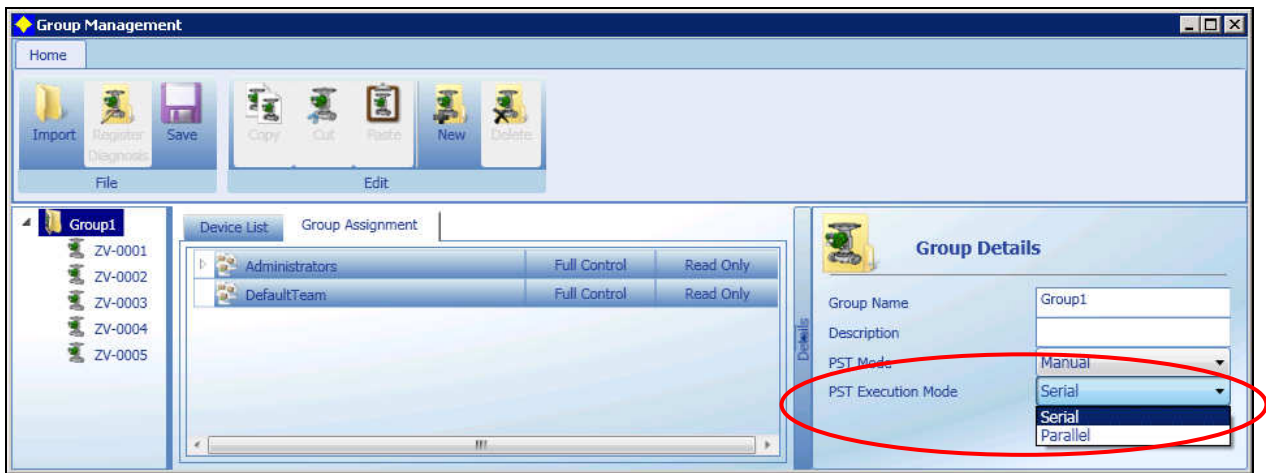 Group Management
Home
Import
Register
Diagnosis
Save
Copy
Cut
Paste
New
Delete
File
Edit
Group1
ZV-0001
ZV-0002
ZV-0003
ZV-0004
ZV-0005
Device List
Group Assignment
Administrators Full Control Read Only
DefaultTeam Full Control Read Only
Details
Group Details
Group Name Group1
Description
PST Mode Manual
PST Execution Mode Serial
Serial
Parallel